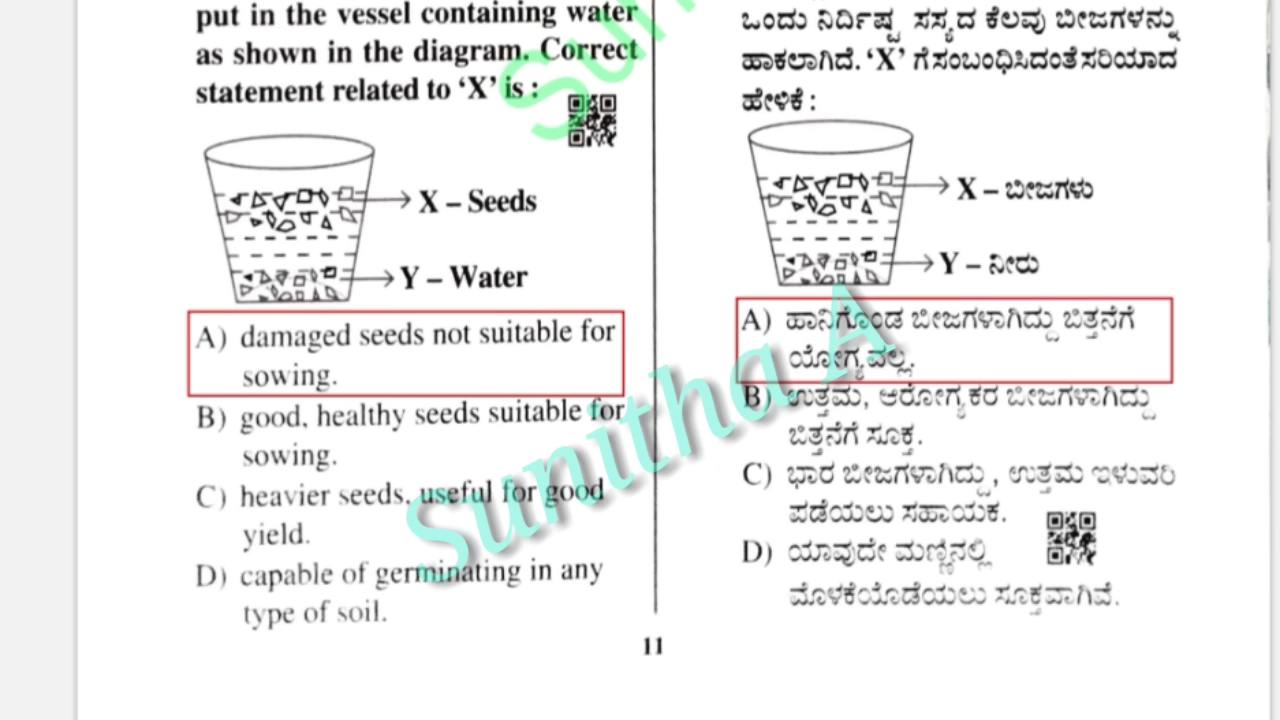 put in the vessel containing water
as shown in the diagram. Correct
statement related to ‘X’ is :
X – Seeds
Y – Water
A) damaged seeds not suitable for
sowing.
B) good, healthy seeds suitable for
sowing.
C) heavier seeds, useful for good
yield.
D) capable of germinating in any
type of soil.
ಒಂದು ನಿರ್ದಿಷ್ಟ ಸಸ್ಯದ ಕೆಲವು ಬೀಜಗಳನ್ನು
ಹಾಕಲಾಗಿದೆ. ‘X’ ಗೆ ಸಂಬಂಧಿಸಿದಂತೆ ಸರಿಯಾದ
ಹೇಳಿಕೆ :
X – ಬೀಜಗಳು
Y – ನೀರು
A) ಹಾನಿಗೊಂಡ ಬೀಜಗಳಾಗಿದ್ದು ಬಿತ್ತನೆಗೆ
ಯೋಗ್ಯವಲ್ಲ.
B) ಉತ್ತಮ, ಆರೋಗ್ಯಕರ ಬೀಜಗಳಾಗಿದ್ದು
ಬಿತ್ತನೆಗೆ ಸೂಕ್ತ.
C) ಭಾರ ಬೀಜಗಳಾಗಿದ್ದು, ಉತ್ತಮ ಇಳುವರಿ
ಪಡೆಯಲು ಸಹಾಯಕ.
D) ಯಾವುದೇ ಮಣ್ಣಿನಲ್ಲಿ
ಮೊಳಕೆಯೊಡೆಯಲು ಸೂಕ್ತವಾಗಿವೆ.
11
Sunitha A
Sun